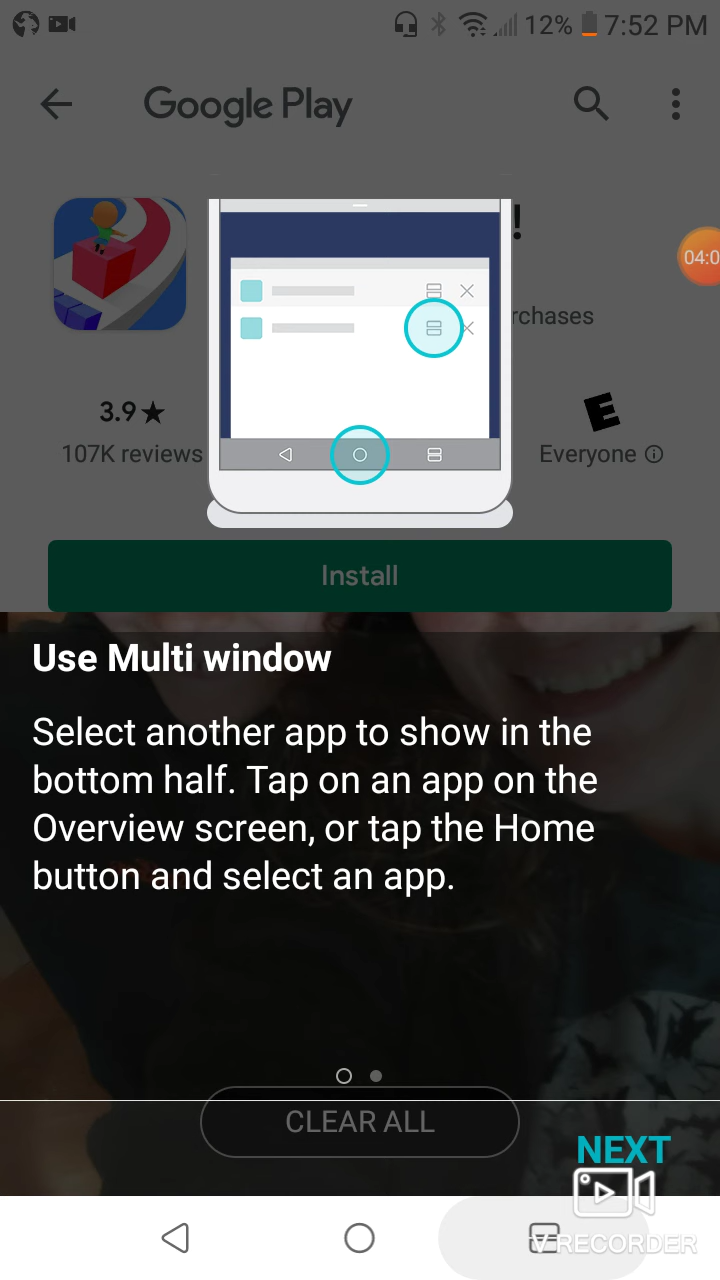 12% 7:52 PM
Google Play
!
04:0
rchases
3.9★
107K reviews
E
Everyone
Install
Use Multi window
Select another app to show in the
bottom half. Tap on an app on the
Overview screen, or tap the Home
button and select an app.
CLEAR ALL
NEXT
V RECORDER